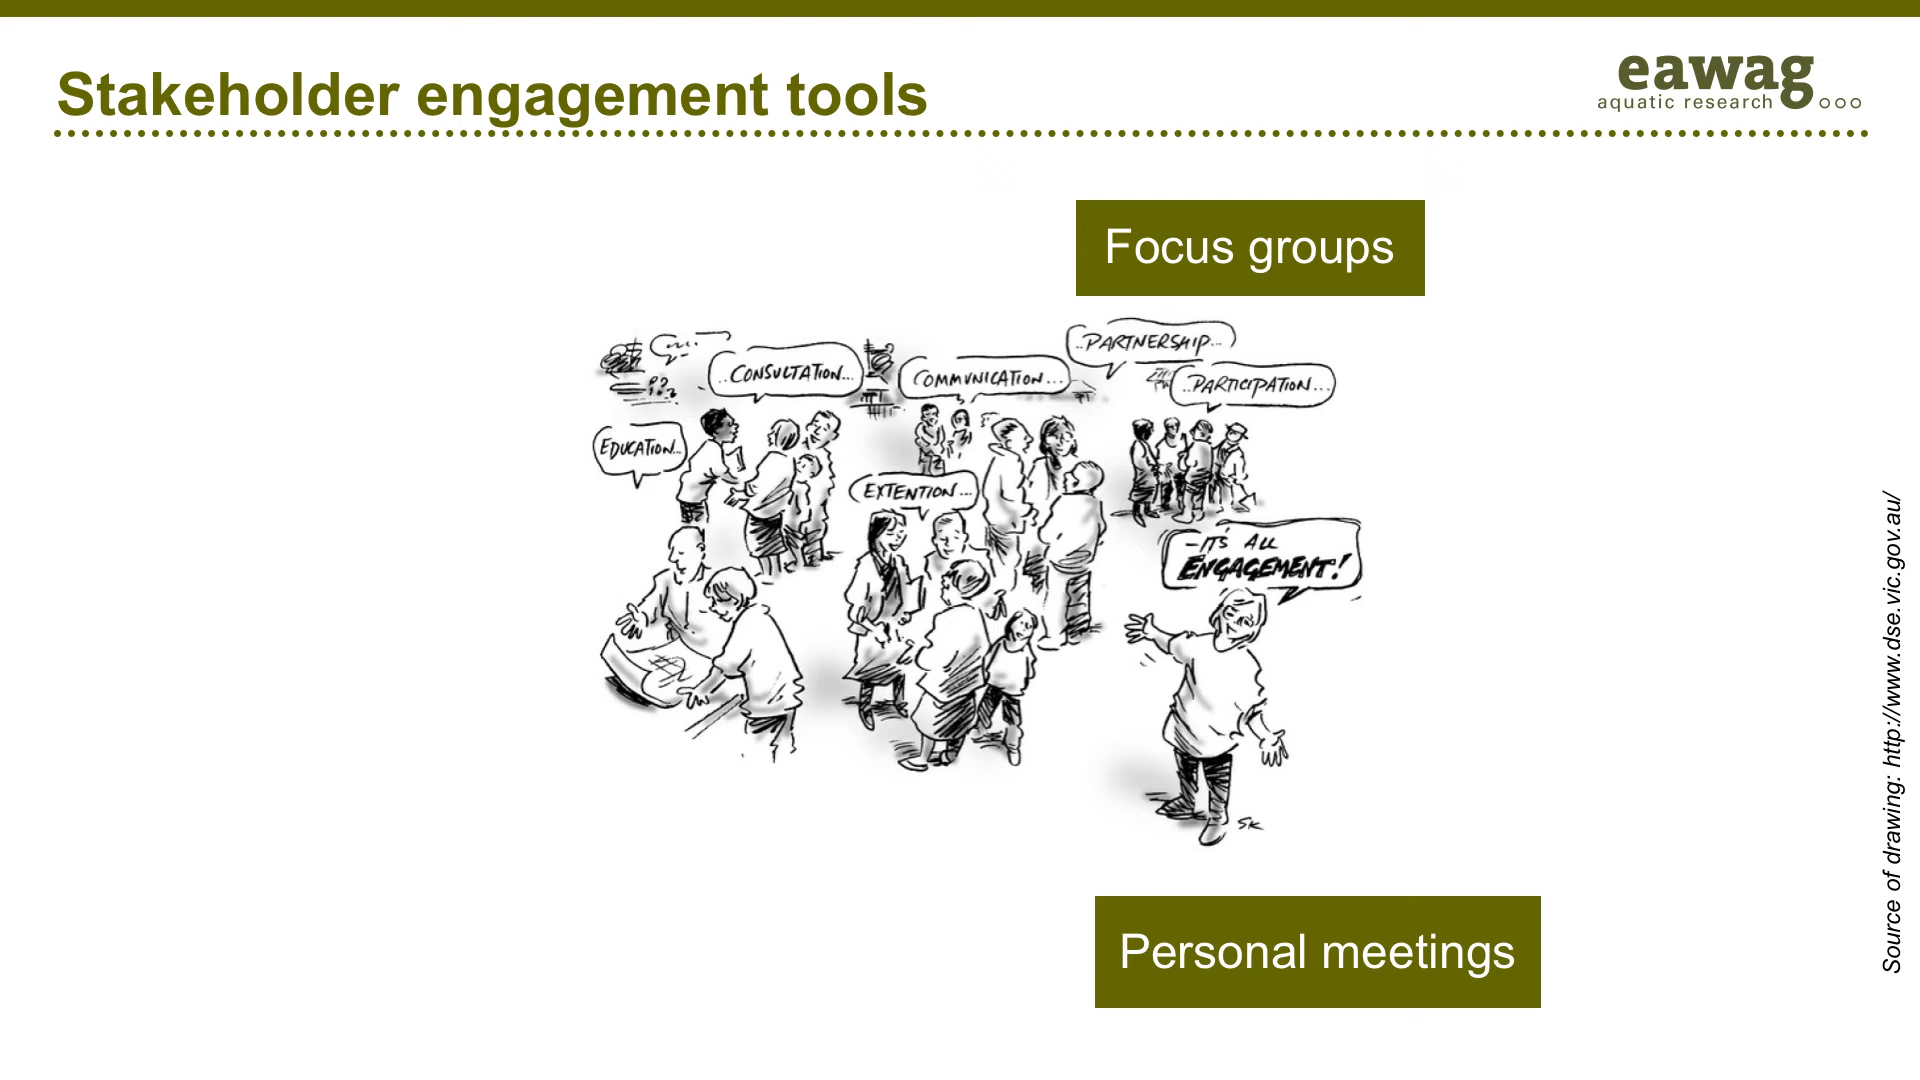 Stakeholder engagement tools
eawag
aquatic research
Focus groups
..PARTNERSHIP...
..CONSULTATION...
COMMUNICATION...
..PARTICIPATION...
EDUCATION...
EXTENTION...
-IT'S ALL
ENGAGEMENT!
SK
Personal meetings
Source of drawing: http://www.dse.vic.gov.au/